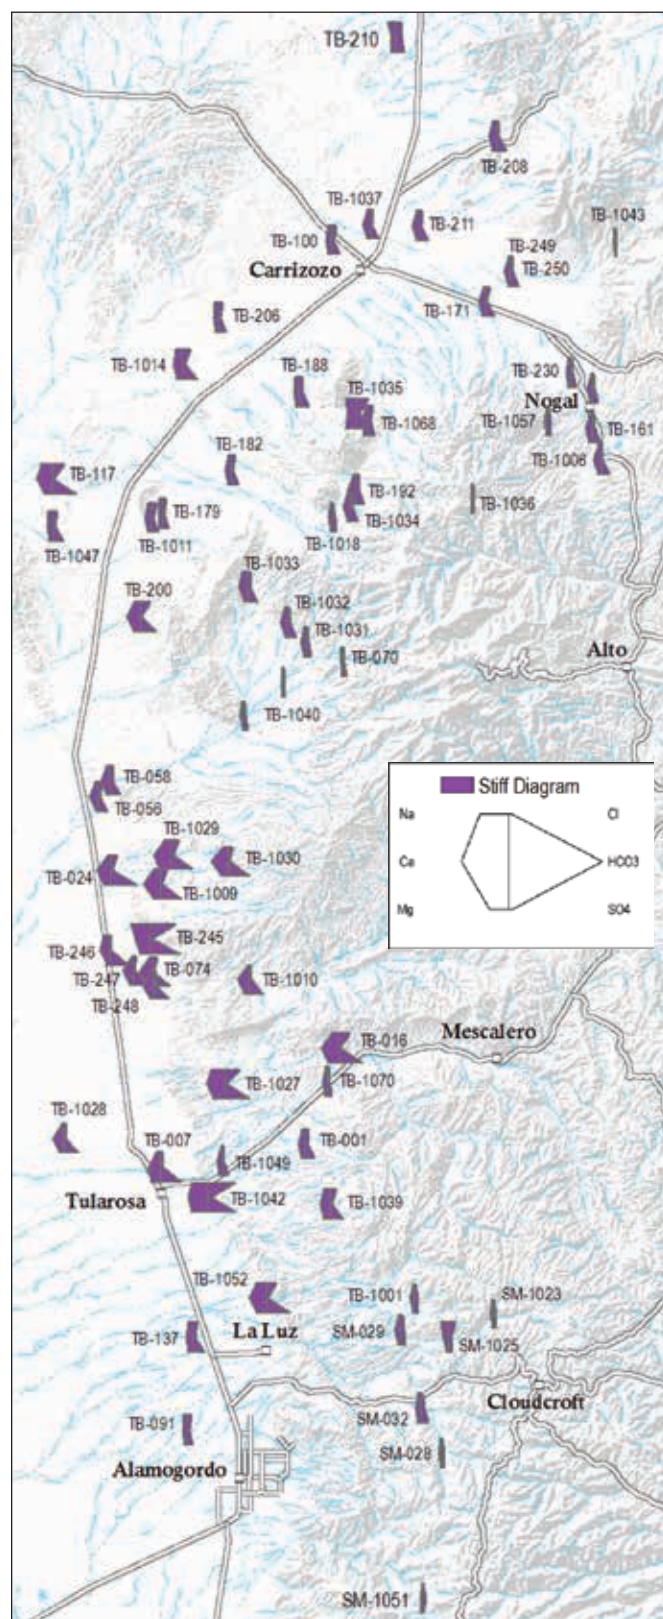 TB-210
TB-208
TB-1037
TB-211
TB-1043
TB-100
TB-249
Carrizozo
TB-250
TB-171
TB-206
TB-1014
TB-188
TB-1035
TB-230
Nogal
TB-1057
TB-1068
TB-161
TB-182
TB-1006
TB-117
TB-192
TB-1036
TB-179
TB-1034
TB-1011
TB-1018
TB-1047
TB-1033
TB-200
TB-1032
TB-1031
TB-070
Alto
TB-1040
TB-058
TB-056
Stiff Diagram
Na Cl
Ca HCO3
Mg SO4
TB-1029
TB-1030
TB-024
TB-1009
TB-245
TB-246
TB-247
TB-074
TB-248
TB-1010
TB-016
Mescalero
TB-1027
TB-1070
TB-1028
TB-007
TB-1049
TB-001
Tularosa
TB-1042
TB-1039
TB-1052
TB-1001
SM-1023
La Luz
TB-137
SM-029
SM-1025
Cloudcroft
TB-091
SM-032
SM-028
Alamogordo
SM-1051